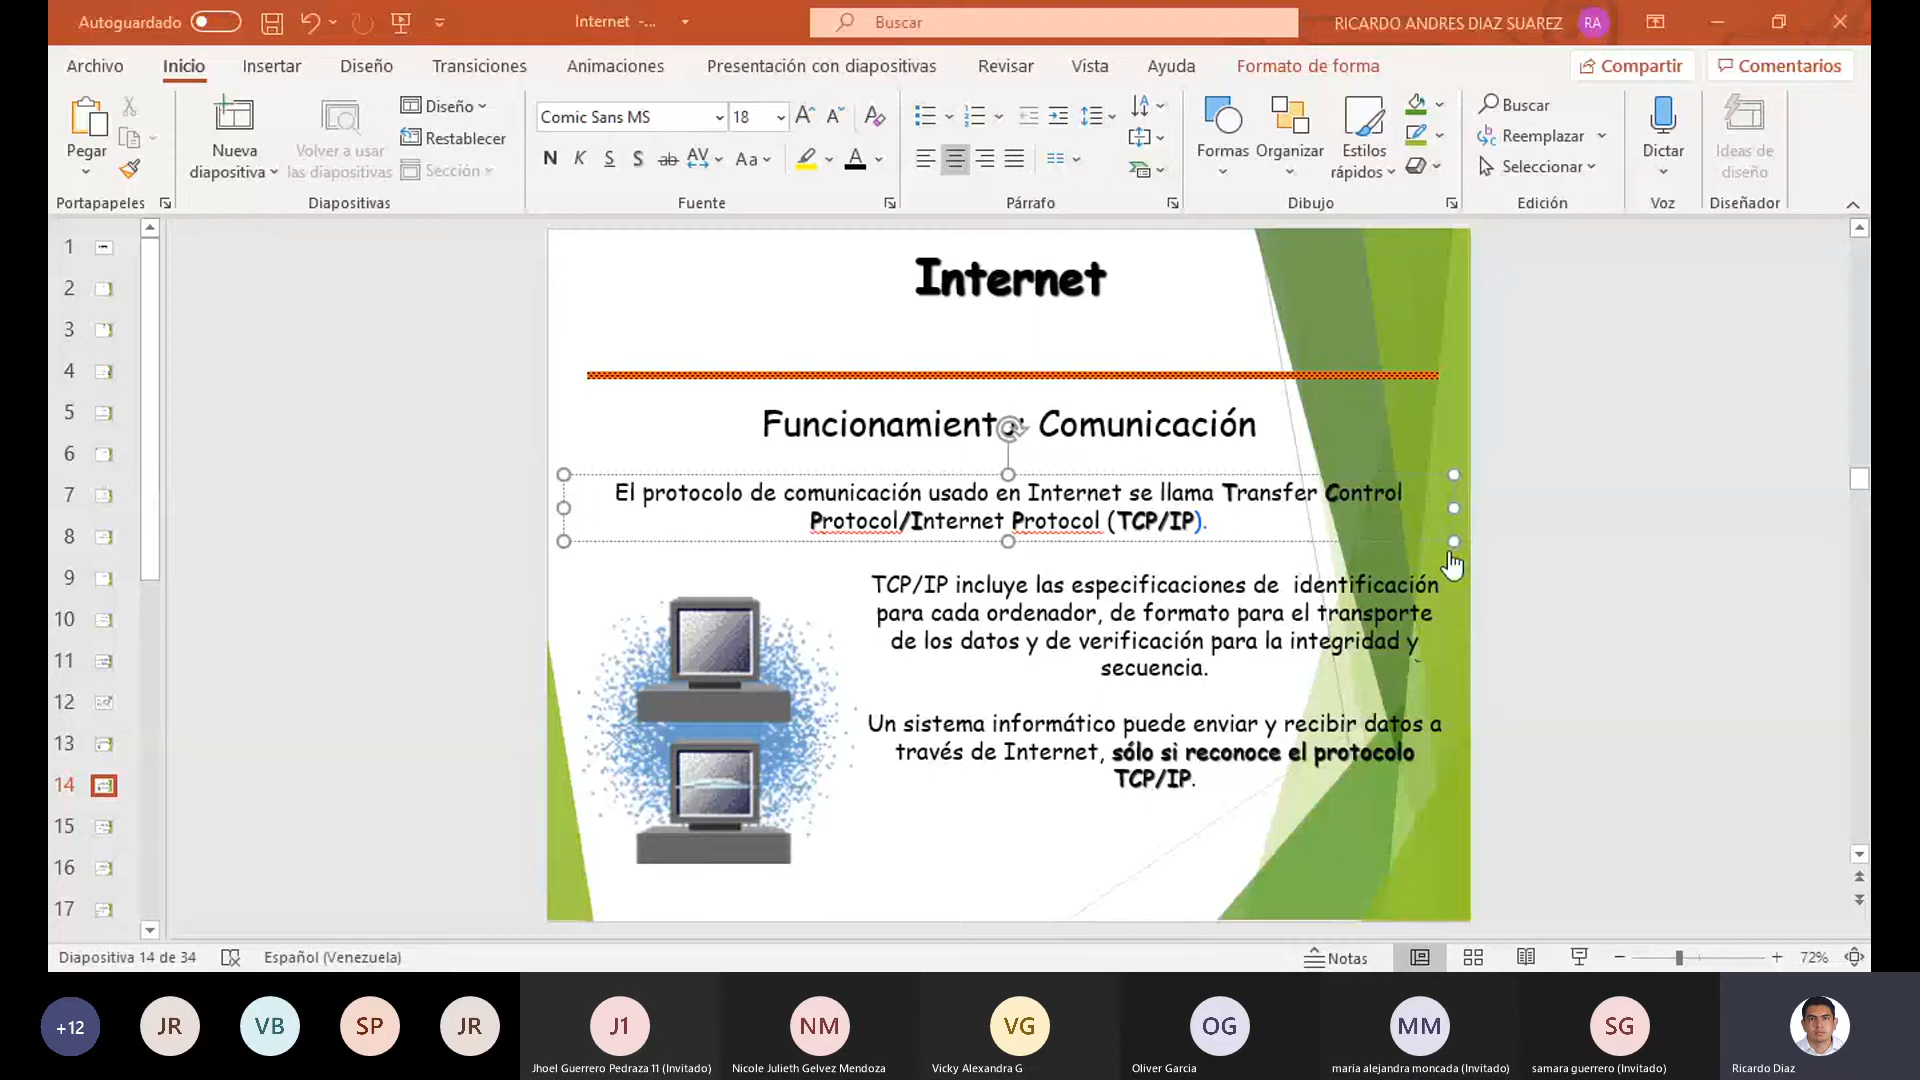 Autoguardado
Internet -...
Buscar
RICARDO ANDRES DIAZ SUAREZ
RA
Archivo
Inicio
Insertar
Diseño
Transiciones
Animaciones
Presentación con diapositivas
Revisar
Vista
Ayuda
Formato de forma
Compartir
Comentarios
Pegar
Nueva
diapositiva
Volver a usar
las diapositivas
Diseño
Restablecer
Sección
Comic Sans MS
18
N K S S ab AV Aa
A
Formas
Organizar
Estilos
rápidos
Buscar
Reemplazar
Seleccionar
Dictar
Ideas de
diseño
Portapapeles
Diapositivas
Fuente
Párrafo
Dibujo
Edición
Voz
Diseñador
1
2
3
4
5
6
7
8
9
10
11
12
13
14
15
16
17
Internet
Funcionamiento: Comunicación
El protocolo de comunicación usado en Internet se llama Transfer Control
Protocol/Internet Protocol (TCP/IP).
TCP/IP incluye las especificaciones de identificación
para cada ordenador, de formato para el transporte
de los datos y de verificación para la integridad y
secuencia.
Un sistema informático puede enviar y recibir datos a
través de Internet, sólo si reconoce el protocolo
TCP/IP.
Diapositiva 14 de 34
Español (Venezuela)
Notas
72%
+12
JR
VB
SP
JR
J1
NM
VG
OG
MM
SG
Jhoel Guerrero Pedraza 11 (Invitado)
Nicole Julieth Gelvez Mendoza
Vicky Alexandra G
Oliver Garcia
maria alejandra moncada (Invitado)
samara guerrero (Invitado)
Ricardo Diaz